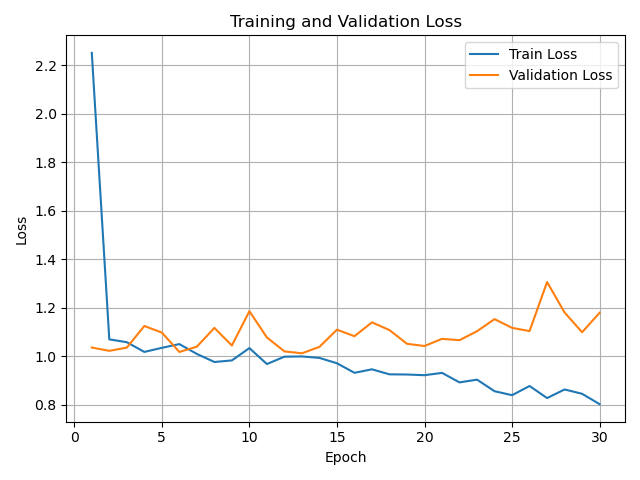 Training and Validation Loss
Train Loss
Validation Loss
2.2
2.0
1.8
1.6
1.4
1.2
1.0
0.8
Loss
0 5 10 15 20 25 30
Epoch